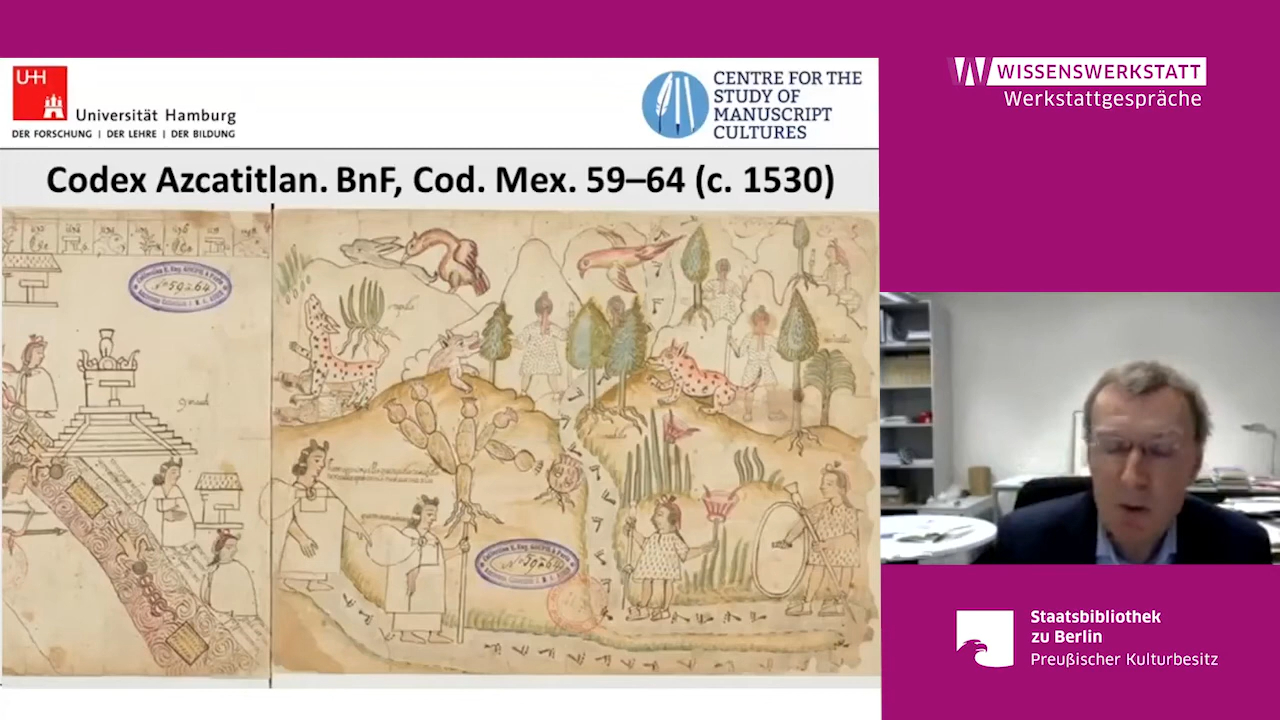 UHH
Universität Hamburg
DER FORSCHUNG | DER LEHRE | DER BILDUNG
CENTRE FOR THE
STUDY OF
MANUSCRIPT
CULTURES
Codex Azcatitlan. BnF, Cod. Mex. 59–64 (c. 1530)
WISSENSWERKSTATT
Werkstattgespräche
Staatsbibliothek
zu Berlin
Preußischer Kulturbesitz